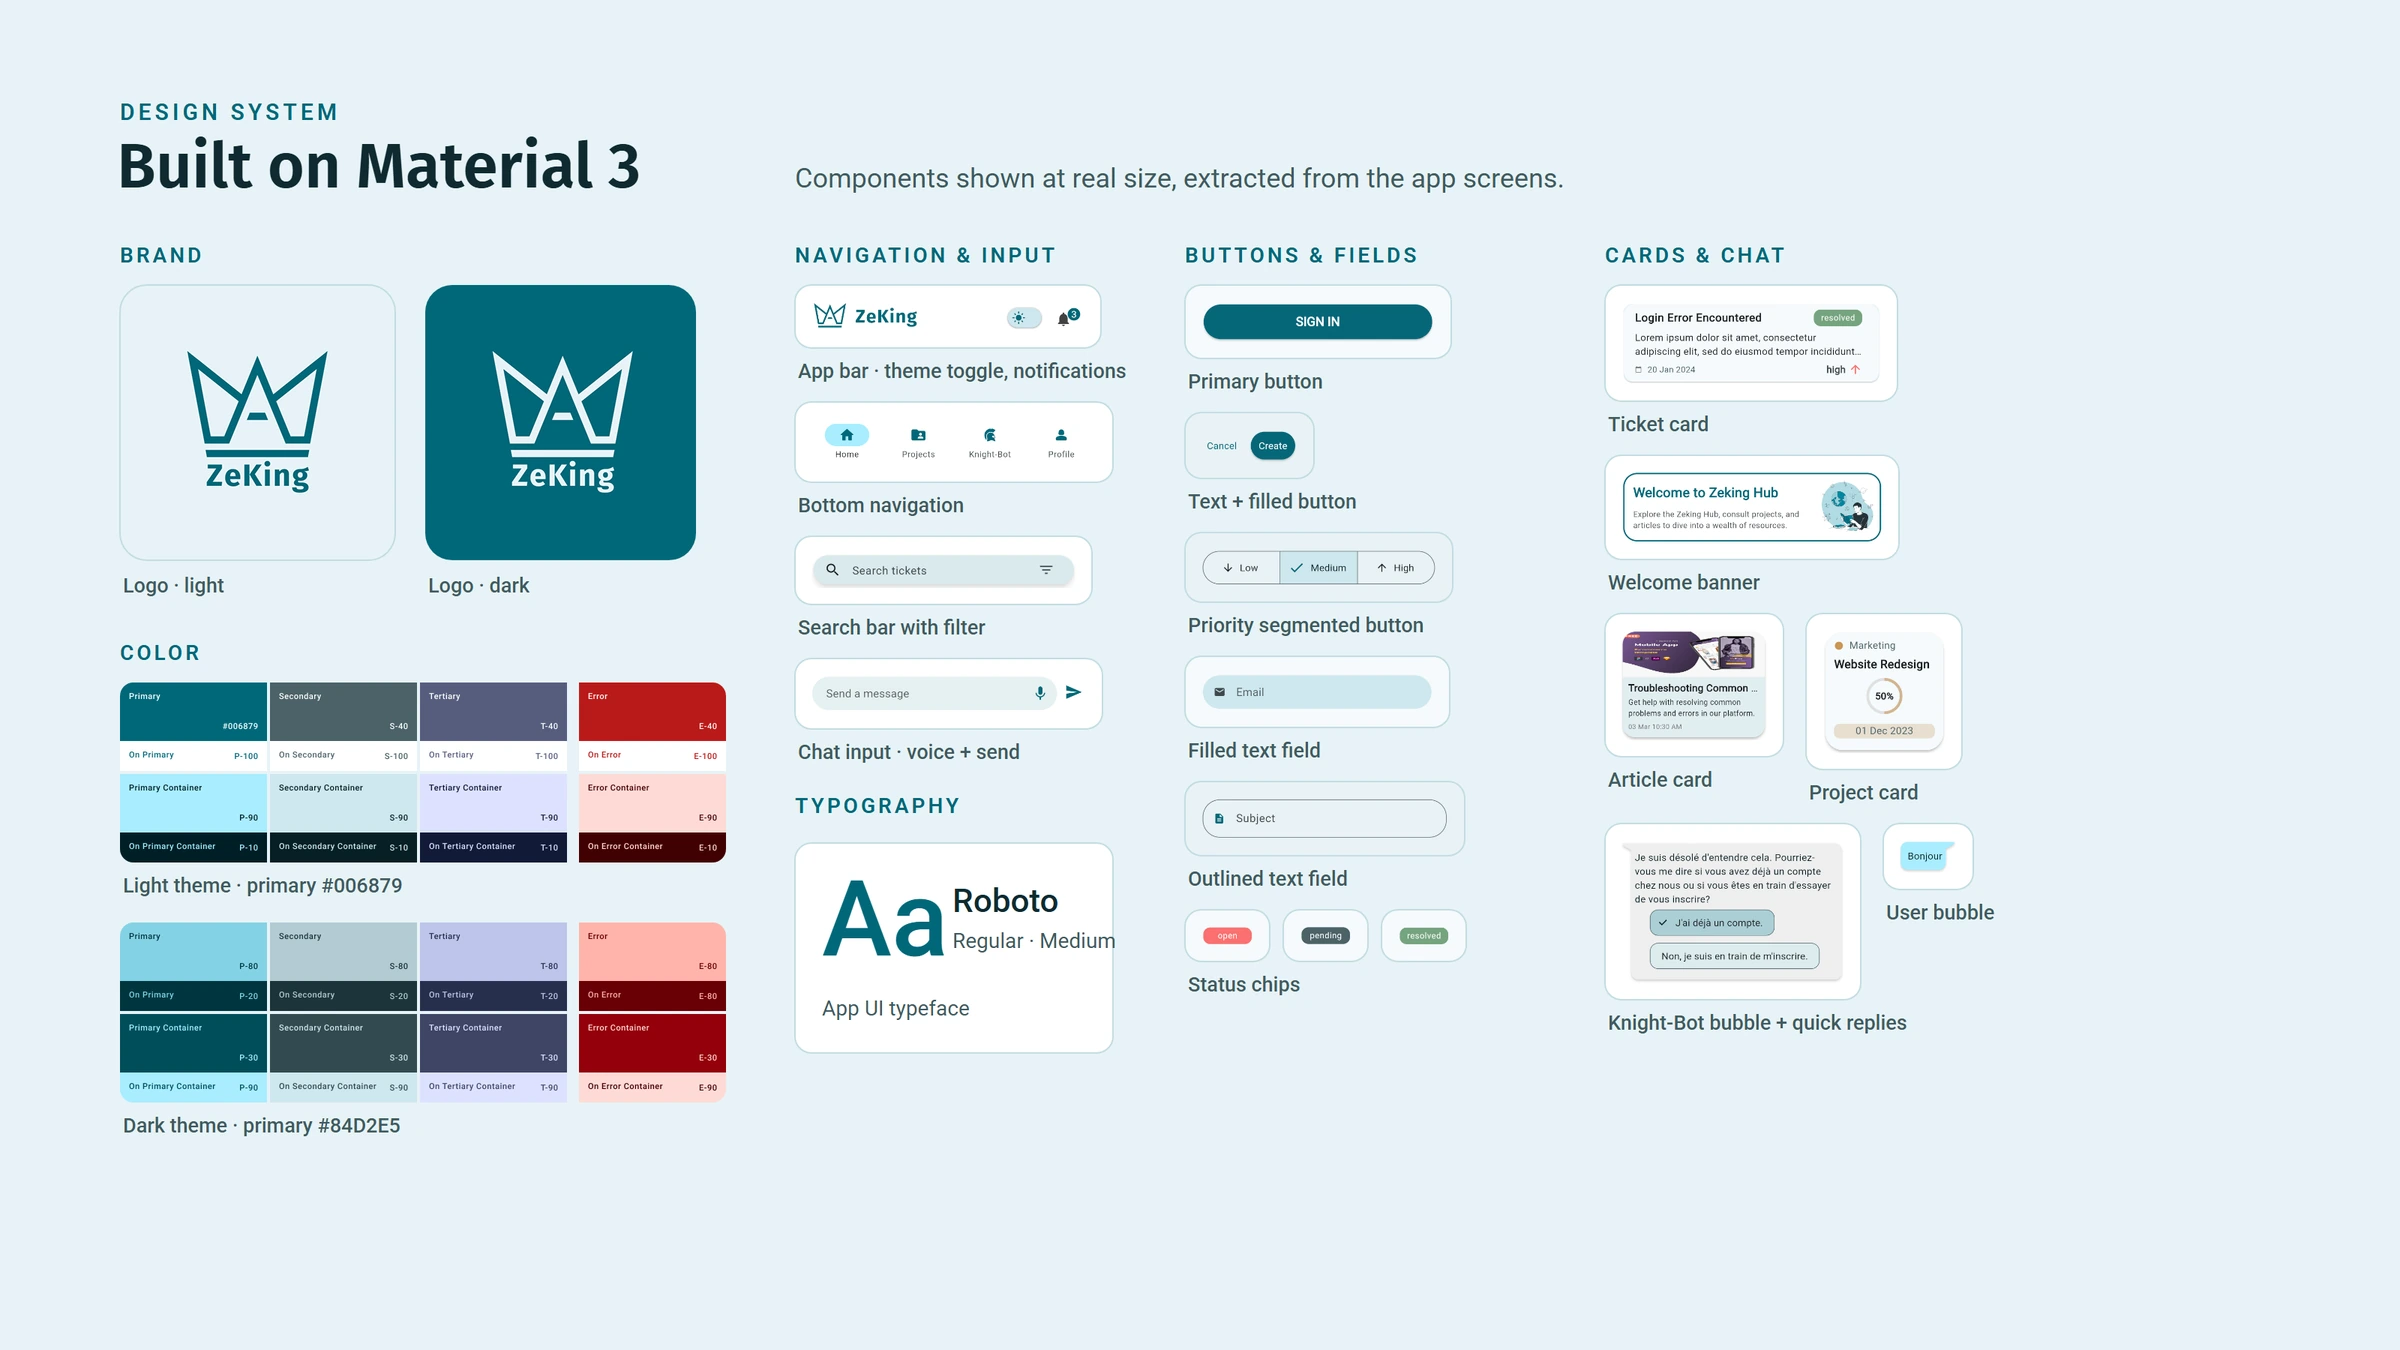 DESIGN SYSTEM
Built on Material 3
Components shown at real size, extracted from the app screens.
BRAND
ZeKing
ZeKing
Logo · light
Logo · dark
COLOR
Primary
#006879
Secondary
S-40
Tertiary
T-40
Error
E-40
On Primary P-100
On Secondary S-100
On Tertiary T-100
On Error E-100
Primary Container
P-90
Secondary Container
S-90
Tertiary Container
T-90
Error Container
E-90
On Primary Container P-10
On Secondary Container S-10
On Tertiary Container T-10
On Error Container E-10
Light theme · primary #006879
Primary
P-80
Secondary
S-80
Tertiary
T-80
Error
E-80
On Primary P-20
On Secondary S-20
On Tertiary T-20
On Error E-80
Primary Container
P-30
Secondary Container
S-30
Tertiary Container
T-30
Error Container
E-30
On Primary Container P-90
On Secondary Container S-90
On Tertiary Container T-90
On Error Container E-90
Dark theme · primary #84D2E5
NAVIGATION & INPUT
ZeKing
3
App bar · theme toggle, notifications
Home
Projects
Knight-Bot
Profile
Bottom navigation
Search tickets
Search bar with filter
Send a message
Chat input · voice + send
TYPOGRAPHY
Aa
Roboto
Regular · Medium
App UI typeface
BUTTONS & FIELDS
SIGN IN
Primary button
Cancel
Create
Text + filled button
Low
Medium
High
Priority segmented button
Email
Filled text field
Subject
Outlined text field
open
pending
resolved
Status chips
CARDS & CHAT
Login Error Encountered
resolved
Lorem ipsum dolor sit amet, consectetur
adipiscing elit, sed do eiusmod tempor incididunt...
20 Jan 2024
high
Ticket card
Welcome to Zeking Hub
Explore the Zeking Hub, consult projects, and
articles to dive into a wealth of resources.
Welcome banner
Mobile App
Troubleshooting Common ...
Get help with resolving common
problems and errors in our platform.
03 Mar 10:30 AM
Article card
Marketing
Website Redesign
50%
01 Dec 2023
Project card
Je suis désolé d'entendre cela. Pourriez-
vous me dire si vous avez déjà un compte
chez nous ou si vous êtes en train d'essayer
de vous inscrire?
J'ai déjà un compte.
Non, je suis en train de m'inscrire.
Knight-Bot bubble + quick replies
Bonjour
User bubble